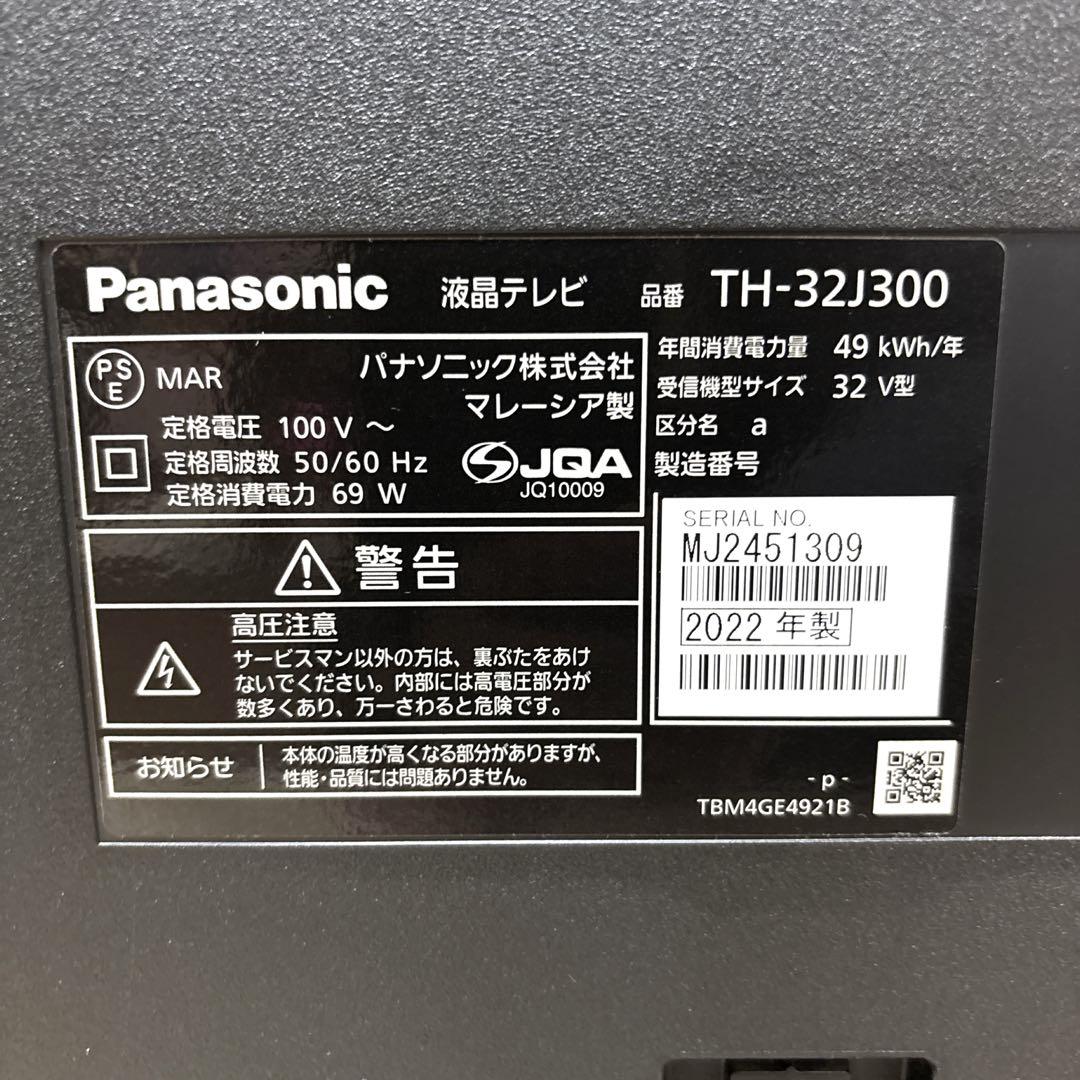 Panasonic 液晶テレビ 品番 TH-32J300
PS
E
MAR
パナソニック株式会社
マレーシア製
定格電圧 100 V ～
定格周波数 50/60 Hz
定格消費電力 69 W
JQA
JQ10009
年間消費電力量 49 kWh/年
受信機型サイズ 32 V型
区分名 a
製造番号
SERIAL NO.
MJ2451309
2022 年製
警告
高圧注意
サービスマン以外の方は、裏ぶたをあけ
ないでください。内部には高電圧部分が
数多くあり、万一さわると危険です。
お知らせ
本体の温度が高くなる部分がありますが、
性能・品質には問題ありません。
- p -
TBM4GE4921B